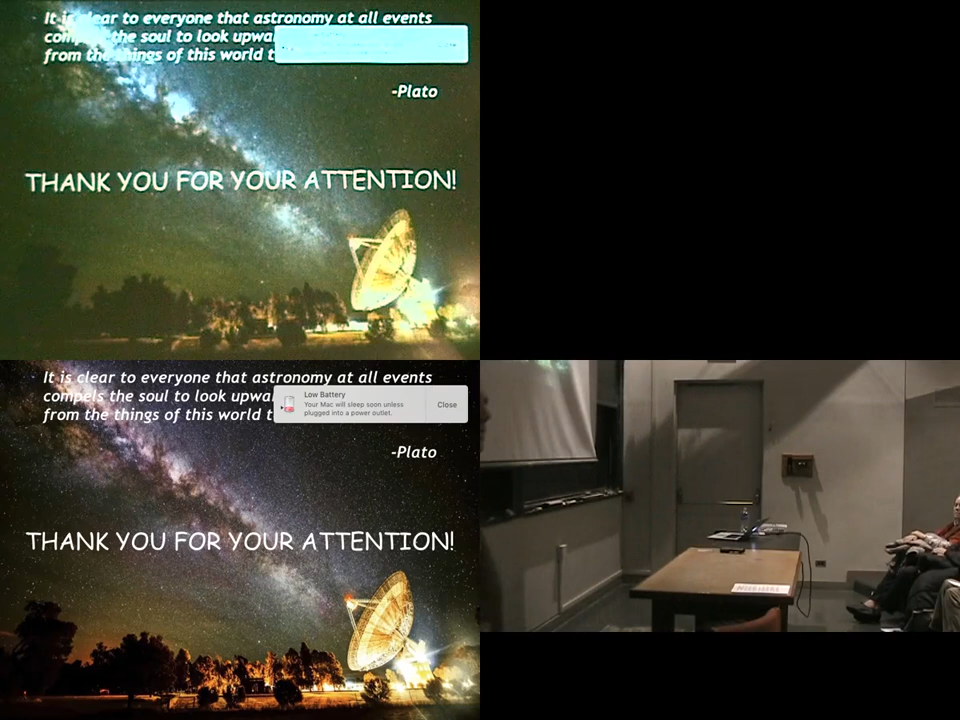 It is clear to everyone that astronomy at all events
compels the soul to look upwa
from the things of this world t
-Plato
THANK YOU FOR YOUR ATTENTION!
It is clear to everyone that astronomy at all events
compels the soul to look upwa
from the things of this world t
Low Battery
Your Mac will sleep soon unless
plugged into a power outlet.
Close
-Plato
THANK YOU FOR YOUR ATTENTION!